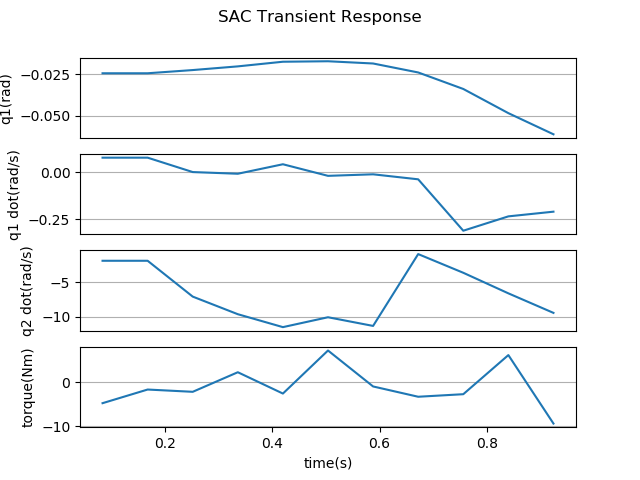 SAC Transient Response
q1(rad)
−0.025
−0.050
q1 dot(rad/s)
0.00
−0.25
q2 dot(rad/s)
−5
−10
torque(Nm)
0
−10
0.2 0.4 0.6 0.8
time(s)